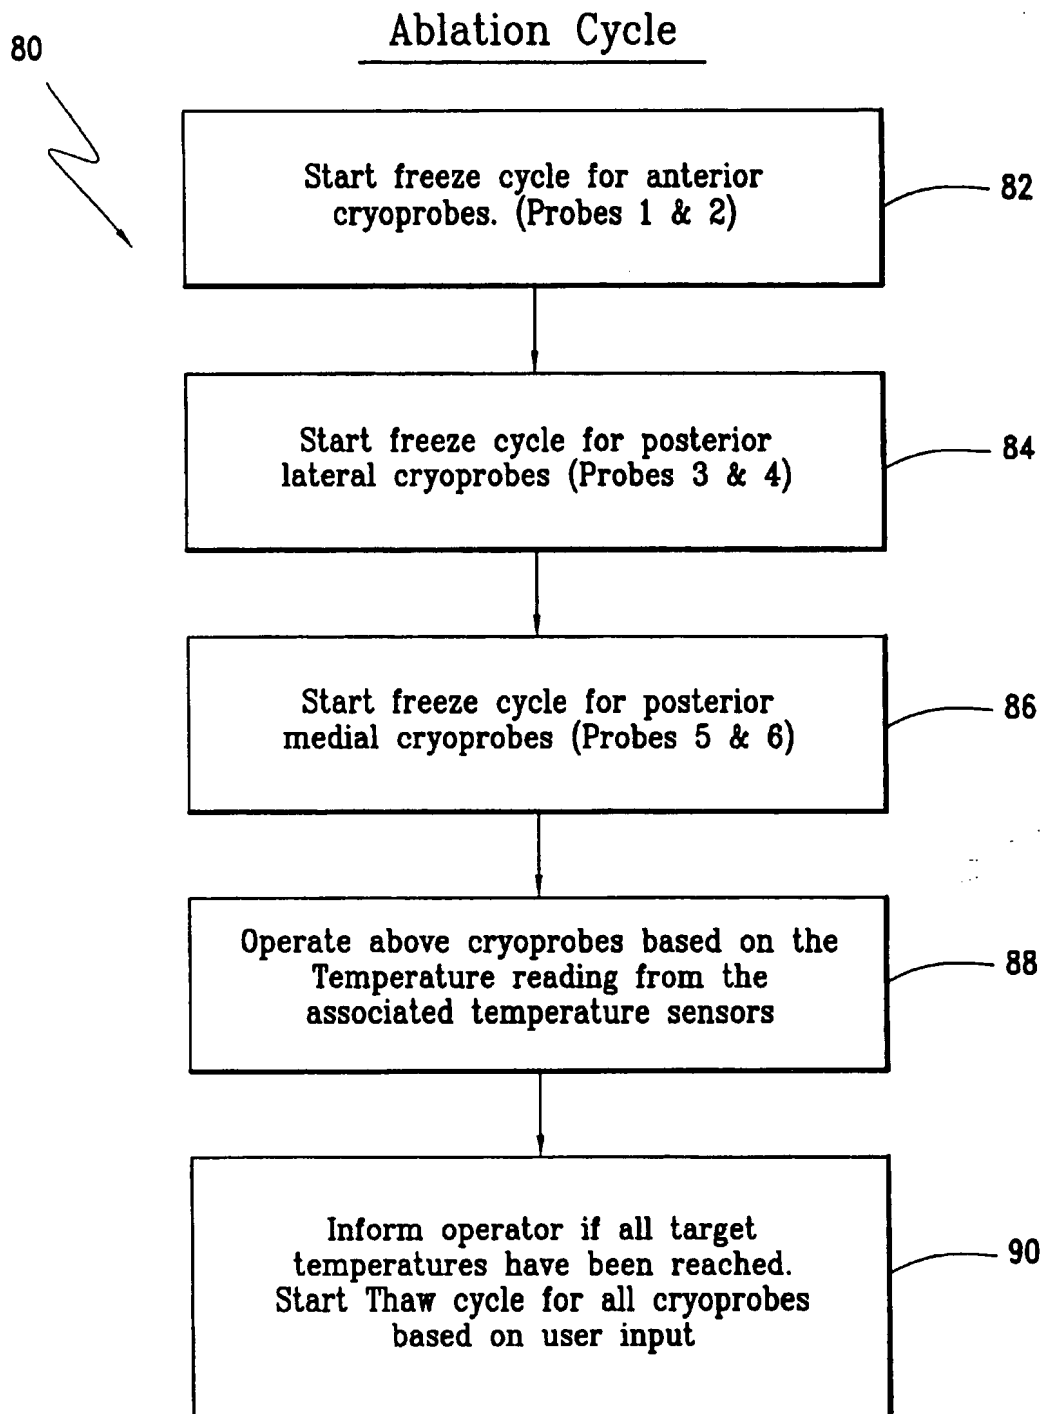 Ablation Cycle
80
Start freeze cycle for anterior
cryoprobes. (Probes 1 & 2)
82
Start freeze cycle for posterior
lateral cryoprobes (Probes 3 & 4)
84
Start freeze cycle for posterior
medial cryoprobes (Probes 5 & 6)
86
Operate above cryoprobes based on the
Temperature reading from the
associated temperature sensors
88
Inform operator if all target
temperatures have been reached.
Start Thaw cycle for all cryoprobes
based on user input
90